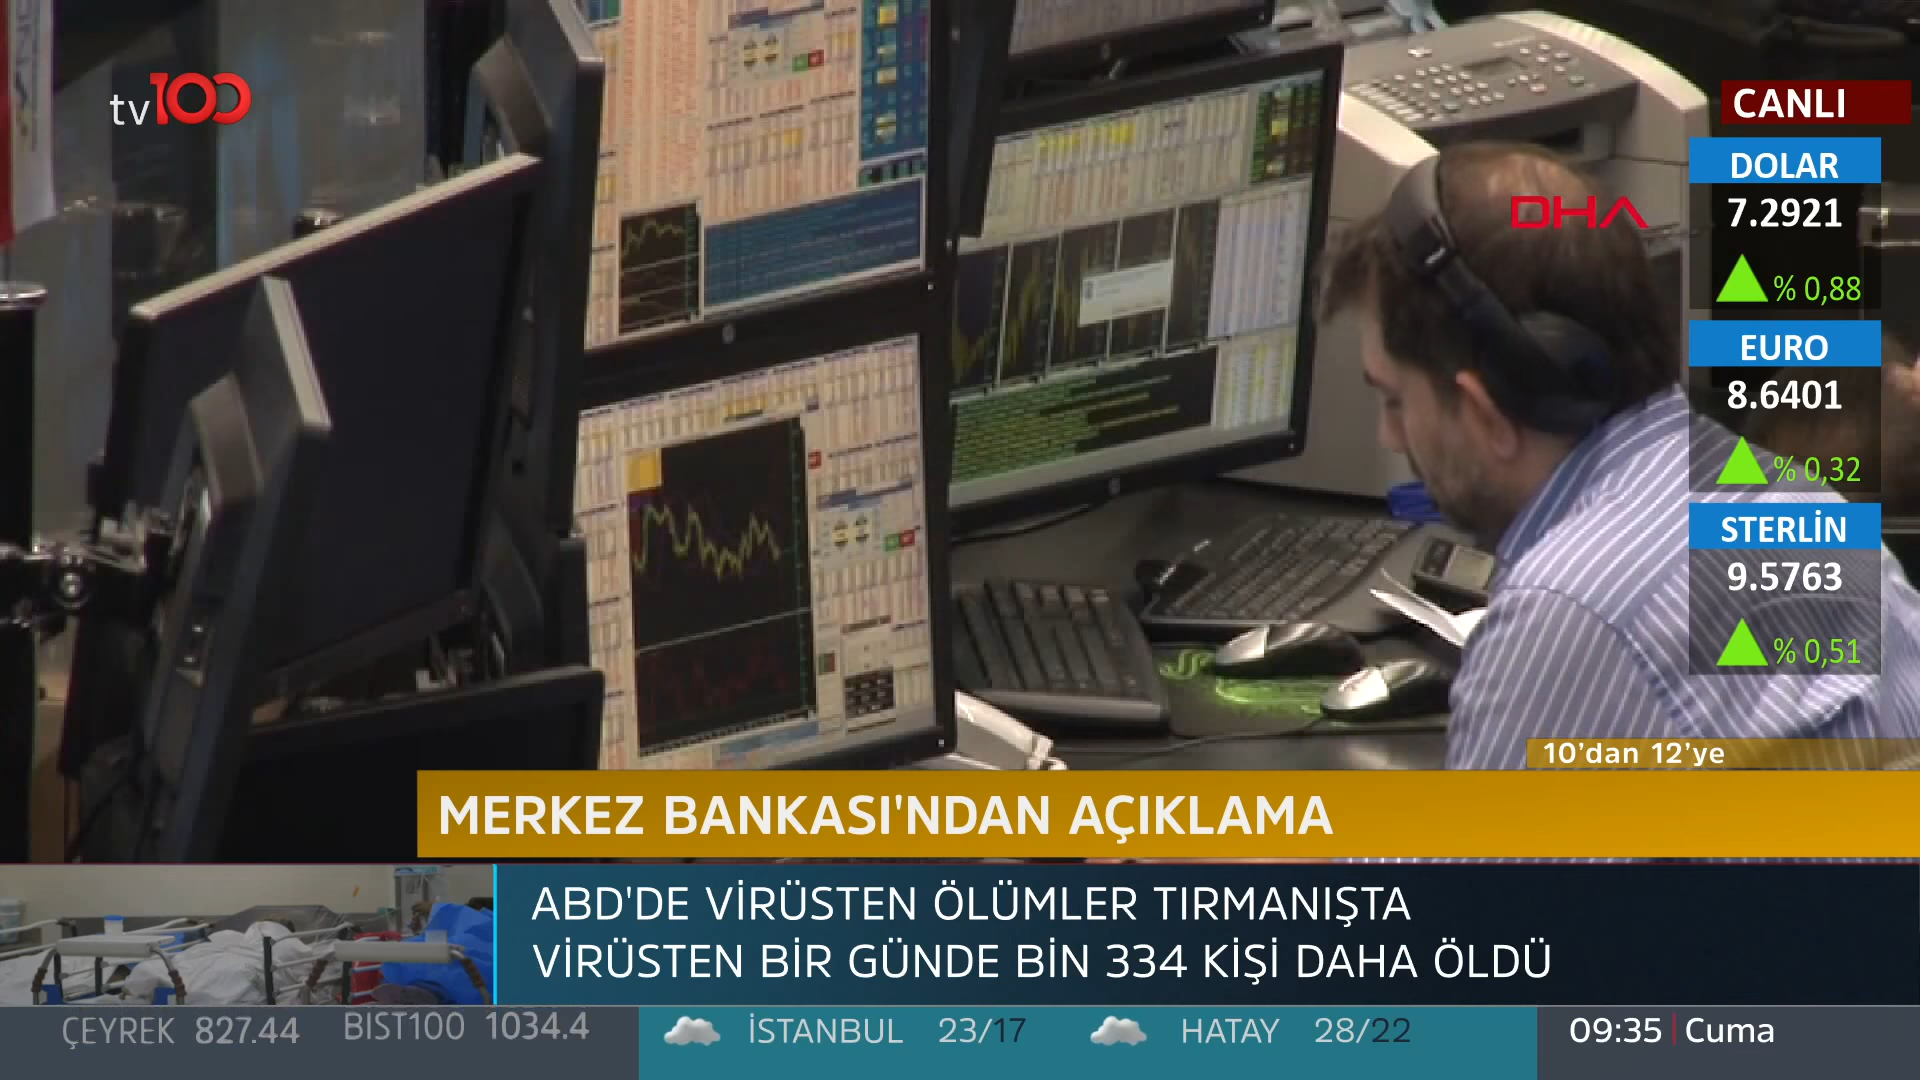 tv100
CANLI
DOLAR
7.2921
% 0,88
DHA
EURO
8.6401
% 0,32
STERLİN
9.5763
% 0,51
10’dan 12’ye
MERKEZ BANKASI'NDAN AÇIKLAMA
ABD'DE VİRÜSTEN ÖLÜMLER TIRMANIŞTA
VİRÜSTEN BİR GÜNDE BİN 334 KİŞİ DAHA ÖLDÜ
ÇEYREK 827.44 BIST100 1034.4 İSTANBUL 23/17 HATAY 28/22 09:35 Cuma